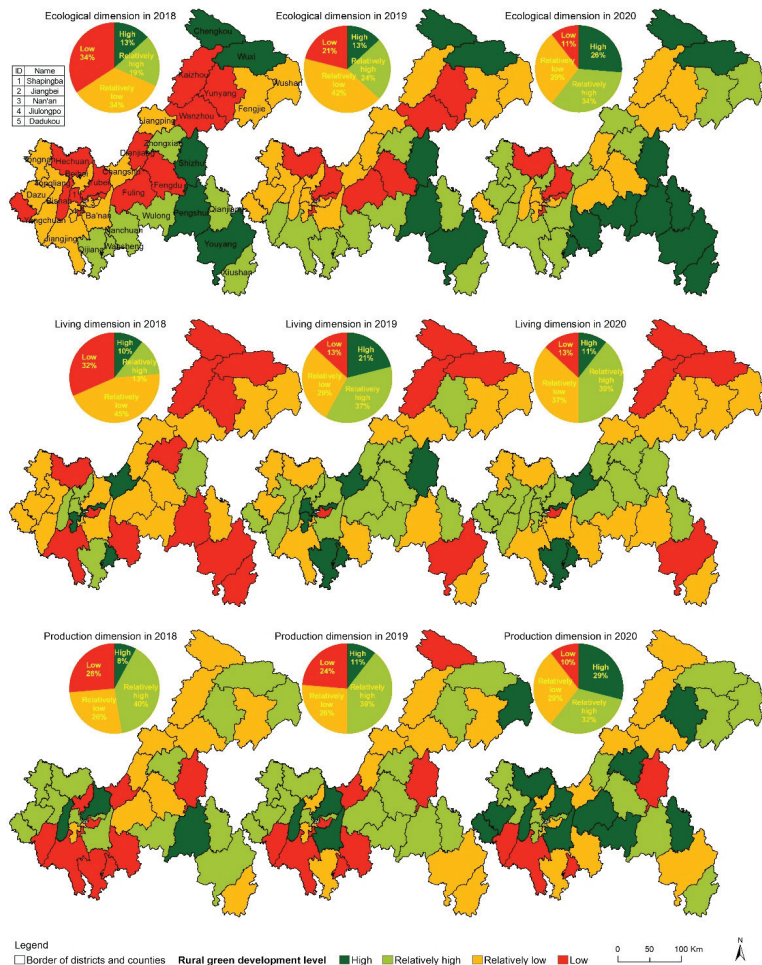 Ecological dimension in 2018
Ecological dimension in 2019
Ecological dimension in 2020
High
13%
Relatively
high
19%
Relatively
low
34%
Low
34%
High
13%
Relatively
high
24%
Relatively
low
42%
Low
21%
High
26%
Relatively
high
34%
Relatively
low
29%
Low
11%
ID Name
1 Shapingba
2 Jiangbei
3 Nan'an
4 Jiulongpo
5 Dadukou
Chengkou
Wuxi
Kaizhou
Yunyang
Wushan
Fengjie
Wanzhou
Liangping
Zhongxian
Dianjiang
Shizhu
Hechuan
Beibei
Changshou
Yubei
Fengdu
Fuling
Dazu
Bishan
Ba'nan
Wulong
Pengshui
Qianjiang
Yongchuan
Nanchuan
Jiangjing
Qijiang
Wansheng
Youyang
Xiushan
Living dimension in 2018
Living dimension in 2019
Living dimension in 2020
High
10%
Relatively
high
13%
Relatively
low
45%
Low
32%
High
21%
Relatively
high
37%
Relatively
low
29%
Low
13%
High
11%
Relatively
high
39%
Relatively
low
37%
Low
13%
Production dimension in 2018
Production dimension in 2019
Production dimension in 2020
High
8%
Relatively
high
40%
Relatively
low
26%
Low
26%
High
11%
Relatively
high
39%
Relatively
low
26%
Low
24%
High
29%
Relatively
high
32%
Relatively
low
29%
Low
10%
Legend
Border of districts and counties Rural green development level High Relatively high Relatively low Low
0 50 100 Km
N